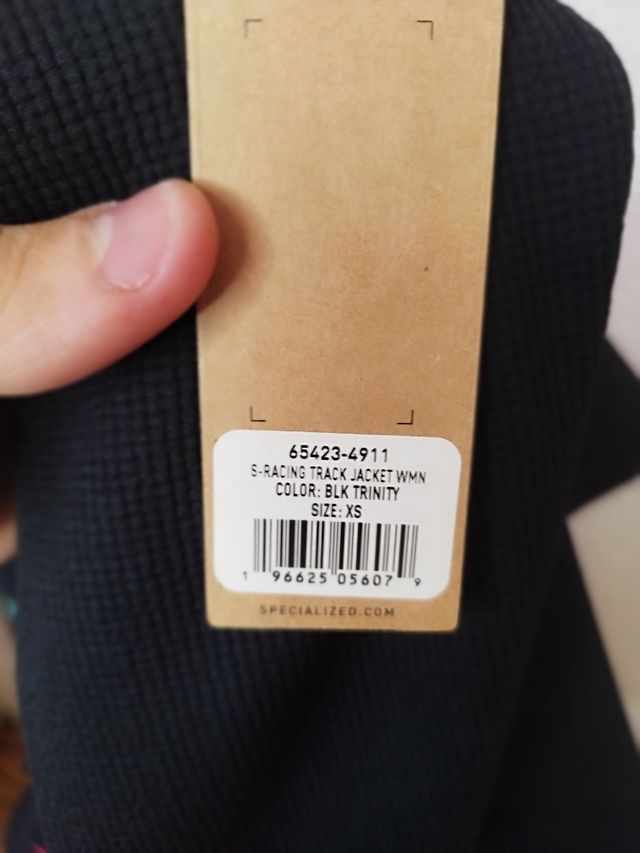 65423-4911
S-RACING TRACK JACKET WMN
COLOR: BLK TRINITY
SIZE: XS
1 96625 05607 9
SPECIALIZED.COM